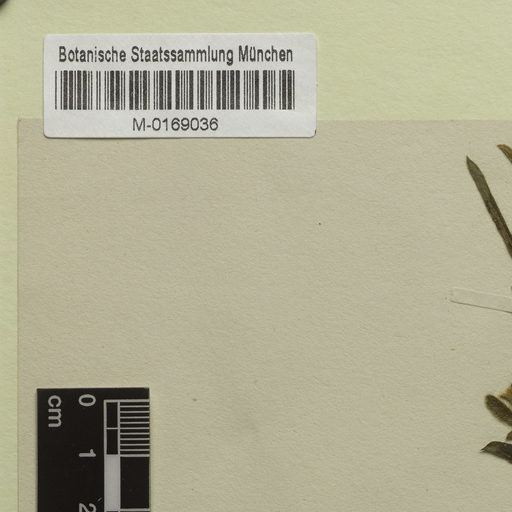 Botanische Staatssammlung München
M-0169036
cm
0
1
2